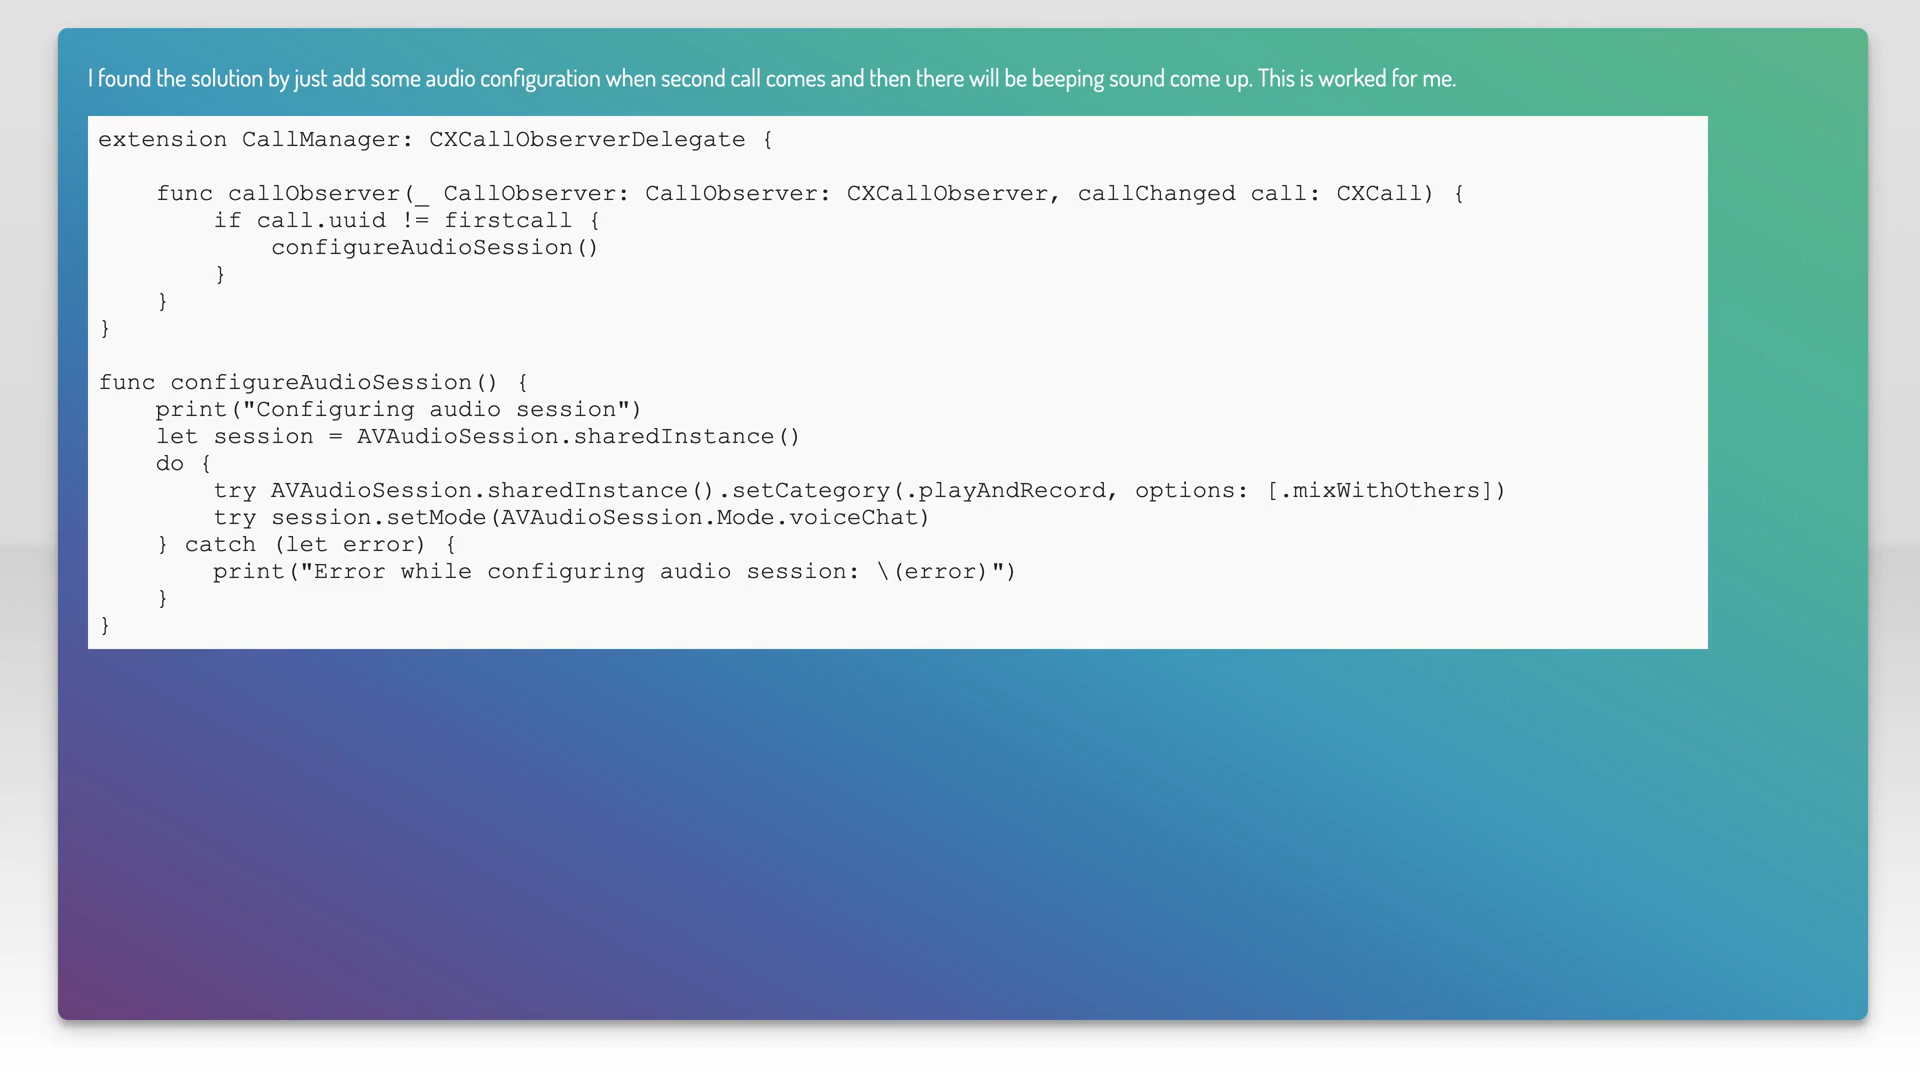 I found the solution by just add some audio configuration when second call comes and then there will be beeping sound come up. This is worked for me.
extension CallManager: CXCallObserverDelegate {
    func callObserver(_ CallObserver: CallObserver: CXCallObserver, callChanged call: CXCall) {
        if call.uuid != firstcall {
            configureAudioSession()
        }
    }
}
func configureAudioSession() {
    print("Configuring audio session")
    let session = AVAudioSession.sharedInstance()
    do {
        try AVAudioSession.sharedInstance().setCategory(.playAndRecord, options: [.mixWithOthers])
        try session.setMode(AVAudioSession.Mode.voiceChat)
    } catch (let error) {
        print("Error while configuring audio session: \(error)")
    }
}